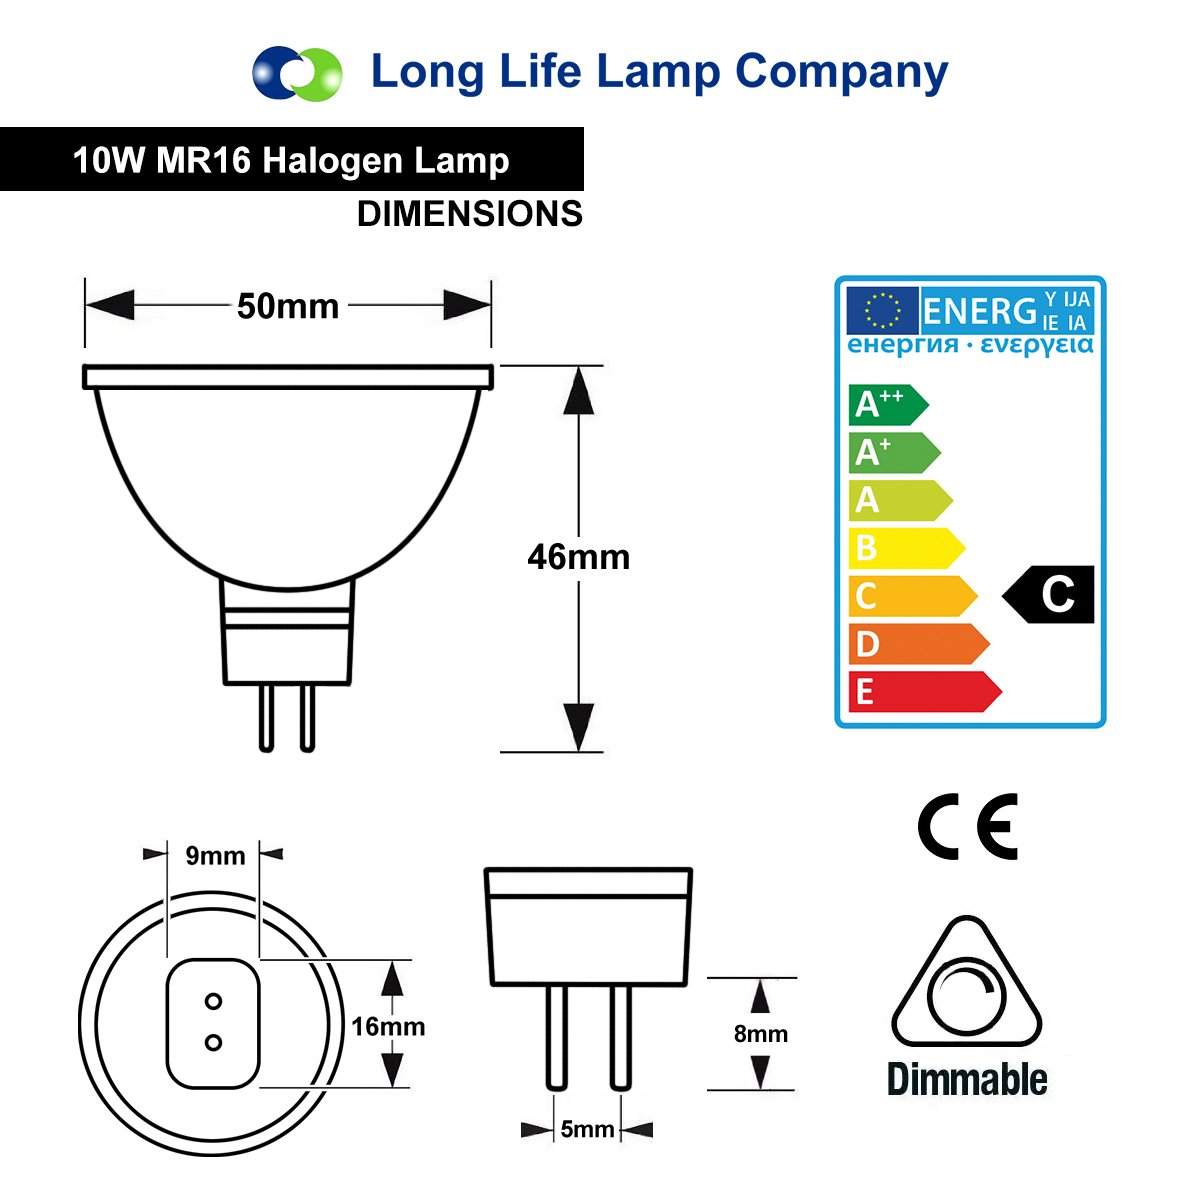 Long Life Lamp Company
10W MR16 Halogen Lamp
DIMENSIONS
50mm
46mm
ENERG Y IJA
IE IA
енергия · ενεργεια
A++
A+
A
B
C
D
E
C
CE
9mm
16mm
8mm
5mm
Dimmable